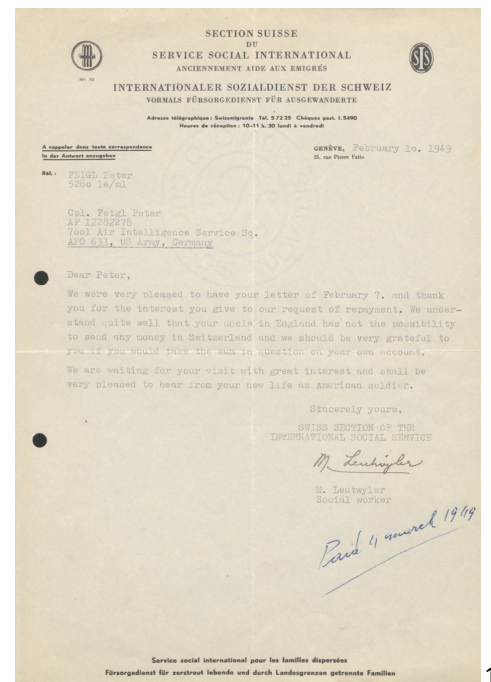 SECTION SUISSE
DU
SERVICE SOCIAL INTERNATIONAL
ANCIENNEMENT AIDE AUX EMIGRÉS
INTERNATIONALER SOZIALDIENST DER SCHWEIZ
VORMALS FÜRSORGEDIENST FÜR AUSGEWANDERTE
SJS
Adresse télégraphique : Swissmigrante Tél. 5 72 25 Chèques post. I. 5490
Heures de réception : 10-11 h. 30 lundi à vendredi
A rappeler dans toute correspondance
In der Antwort anzugeben
GENÈVE, February 10. 1949
21, rue Pierre Fatio
Réf. : FEIGL Peter
5280 le/ml
Cpl. Feigl Peter
AF 12282278
7001 Air Intelligence Service Sq.
APO 633, US Army, Germany
Dear Peter,
We were very pleased to have your letter of February 7. and thank
you for the interest you give to our request of repayment. We under-
stand quite well that your uncle in England has not the possibility
to send any money in Switzerland and we should be very grateful to
you if you would take the sum in question on your own account.
We are waiting for your visit with great interest and shall be
very pleased to hear from your new life as American soldier.
Sincerely yours,
SWISS SECTION OF THE
INTERNATIONAL SOCIAL SERVICE
M. Leutwyler
M. Leutwyler
Social worker
Paid 4 march 1949
Service social international pour les familles dispersées
Fürsorgedienst für zerstreut lebende und durch Landesgrenzen getrennte Familien
1